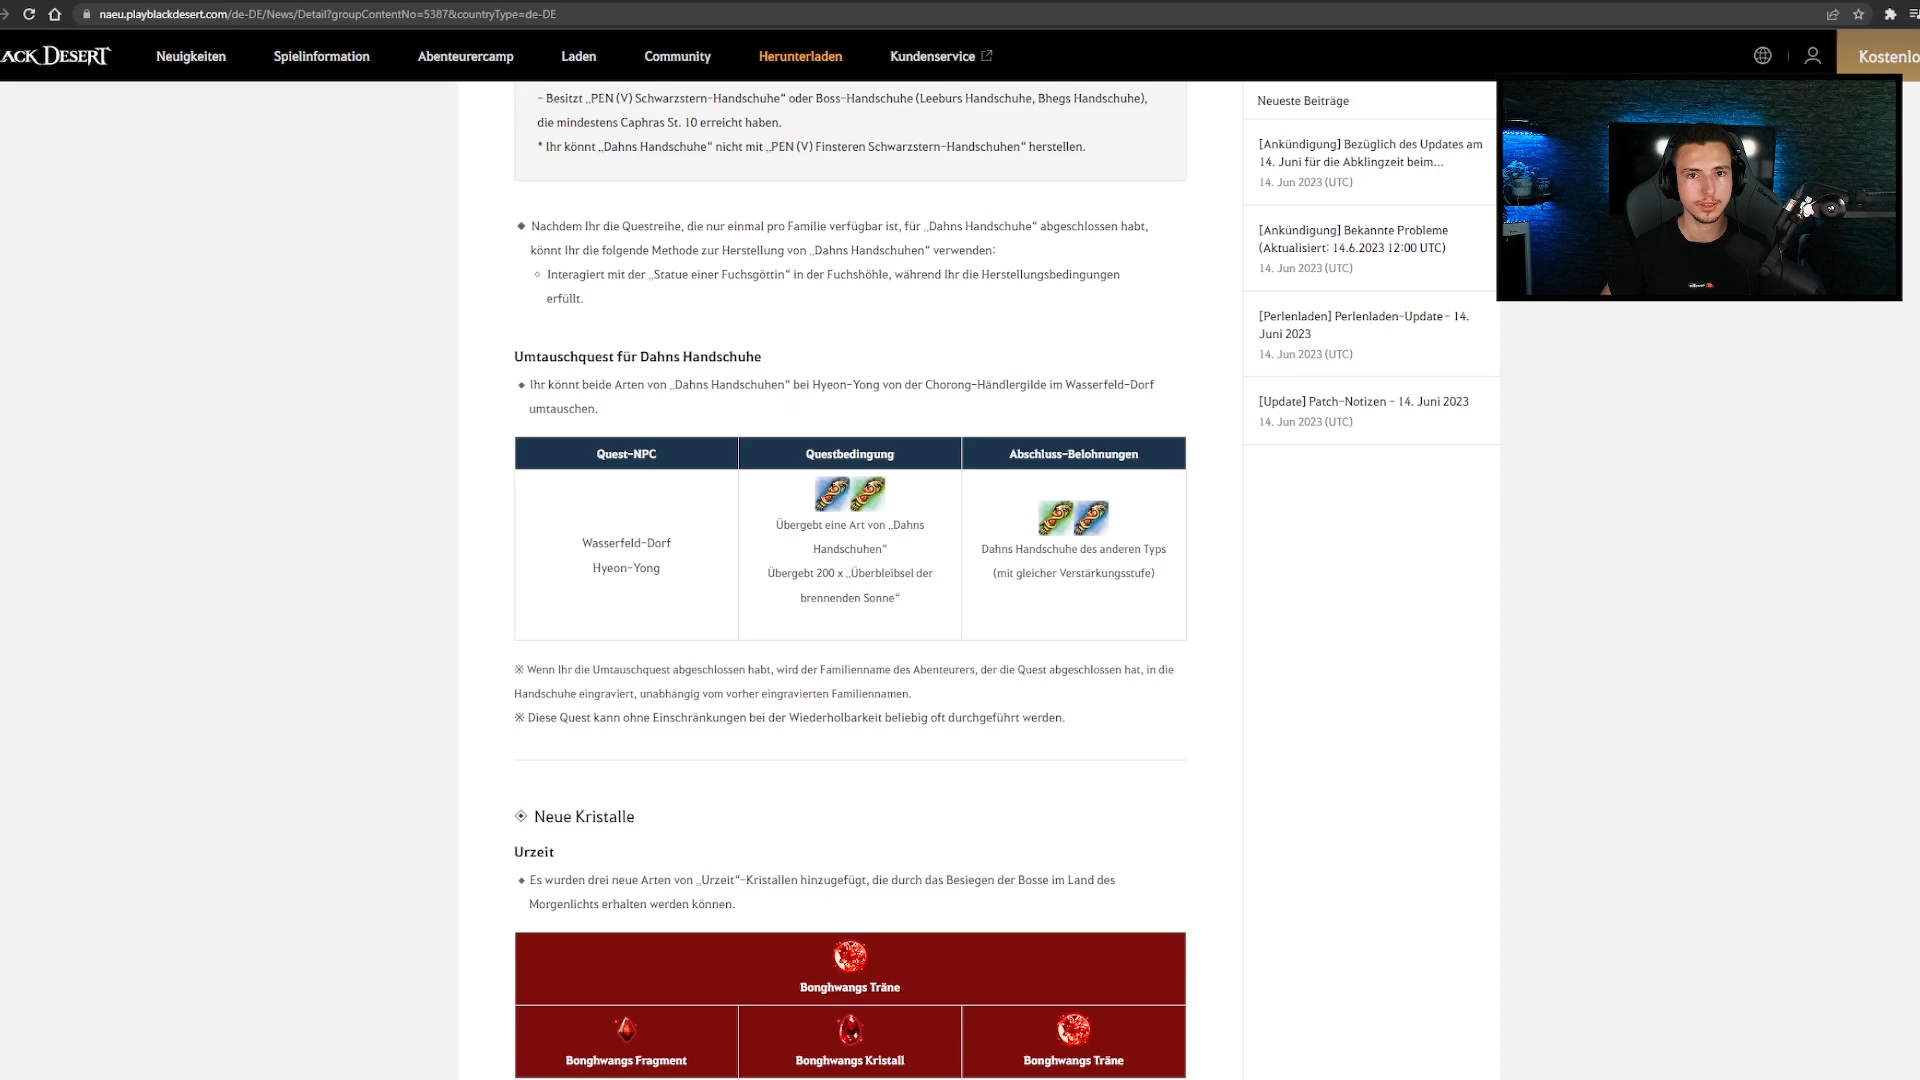 naeu.playblackdesert.com/de-DE/News/Detail?groupContentNo=5387&countryType=de-DE
ACK DESERT
Neuigkeiten
Spielinformation
Abenteurercamp
Laden
Community
Herunterladen
Kundenservice
Kostenlo
- Besitzt „PEN (V) Schwarzstern-Handschuhe“ oder Boss-Handschuhe (Leeburs Handschuhe, Bhegs Handschuhe),
die mindestens Caphras St. 10 erreicht haben.
* Ihr könnt „Dahns Handschuhe“ nicht mit „PEN (V) Finsteren Schwarzstern-Handschuhen“ herstellen.
◆ Nachdem Ihr die Questreihe, die nur einmal pro Familie verfügbar ist, für „Dahns Handschuhe“ abgeschlossen habt,
könnt Ihr die folgende Methode zur Herstellung von „Dahns Handschuhen“ verwenden:
◇ Interagiert mit der „Statue einer Fuchsgöttin“ in der Fuchshöhle, während Ihr die Herstellungsbedingungen
erfüllt.
Umtauschquest für Dahns Handschuhe
◆ Ihr könnt beide Arten von „Dahns Handschuhen“ bei Hyeon-Yong von der Chorong-Händlergilde im Wasserfeld-Dorf
umtauschen.
Quest-NPC
Questbedingung
Abschluss-Belohnungen
Wasserfeld-Dorf
Hyeon-Yong
Übergebt eine Art von „Dahns
Handschuhen“
Übergebt 200 x „Überbleibsel der
brennenden Sonne“
Dahns Handschuhe des anderen Typs
(mit gleicher Verstärkungsstufe)
※ Wenn Ihr die Umtauschquest abgeschlossen habt, wird der Familienname des Abenteurers, der die Quest abgeschlossen hat, in die
Handschuhe eingraviert, unabhängig vom vorher eingravierten Familiennamen.
※ Diese Quest kann ohne Einschränkungen bei der Wiederholbarkeit beliebig oft durchgeführt werden.
Neue Kristalle
Urzeit
◆ Es wurden drei neue Arten von „Urzeit“-Kristallen hinzugefügt, die durch das Besiegen der Bosse im Land des
Morgenlichts erhalten werden können.
Bonghwangs Träne
Bonghwangs Fragment
Bonghwangs Kristall
Bonghwangs Träne
Neueste Beiträge
[Ankündigung] Bezüglich des Updates am
14. Juni für die Abklingzeit beim...
14. Jun 2023 (UTC)
[Ankündigung] Bekannte Probleme
(Aktualisiert: 14.6.2023 12:00 UTC)
14. Jun 2023 (UTC)
[Perlenladen] Perlenladen-Update- 14.
Juni 2023
14. Jun 2023 (UTC)
[Update] Patch-Notizen - 14. Juni 2023
14. Jun 2023 (UTC)